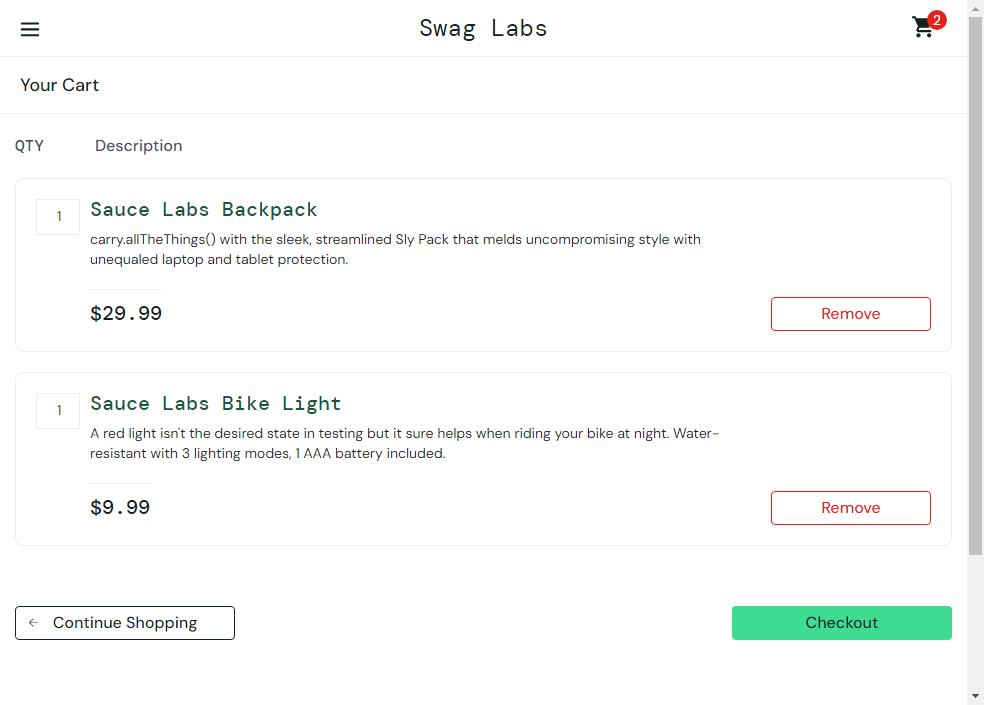 Swag Labs
2
Your Cart
QTY Description
1
Sauce Labs Backpack
carry.allTheThings() with the sleek, streamlined Sly Pack that melds uncompromising style with
unequaled laptop and tablet protection.
$29.99
Remove
1
Sauce Labs Bike Light
A red light isn't the desired state in testing but it sure helps when riding your bike at night. Water-
resistant with 3 lighting modes, 1 AAA battery included.
$9.99
Remove
Continue Shopping
Checkout